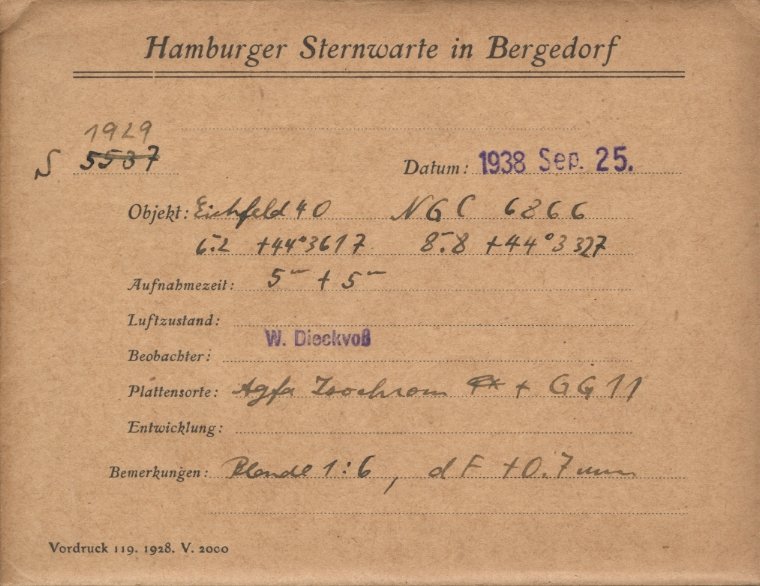 Hamburger Sternwarte in Bergedorf
1929
S 5537
Datum: 1938 Sep. 25.
Objekt: Eichfeld 40 NGC 6866
6.2 +44°3617 8.8 +44°3327
Aufnahmezeit: 5m + 5m
Luftzustand:
Beobachter: W. Dieckvoß
Plattensorte: Agfa Isochrom + GG 11
Entwicklung:
Bemerkungen: Blende 1:6, dF +0.7 mm
Vordruck 119. 1928. V. 2000